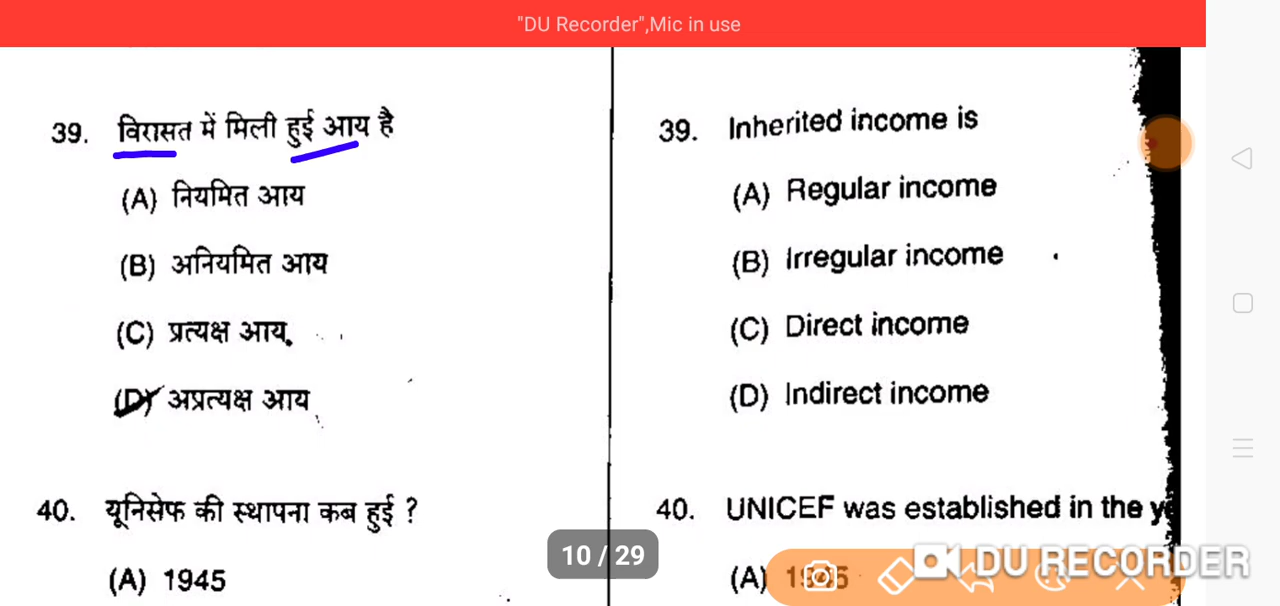 "DU Recorder",Mic in use
39. विरासत में मिली हुई आय है
(A) नियमित आय
(B) अनियमित आय
(C) प्रत्यक्ष आय.
(D) अप्रत्यक्ष आय
40. यूनिसेफ की स्थापना कब हुई ?
(A) 1945
39. Inherited income is
(A) Regular income
(B) Irregular income
(C) Direct income
(D) Indirect income
40. UNICEF was established in the
(A) 1945
10 / 29
DU RECORDER